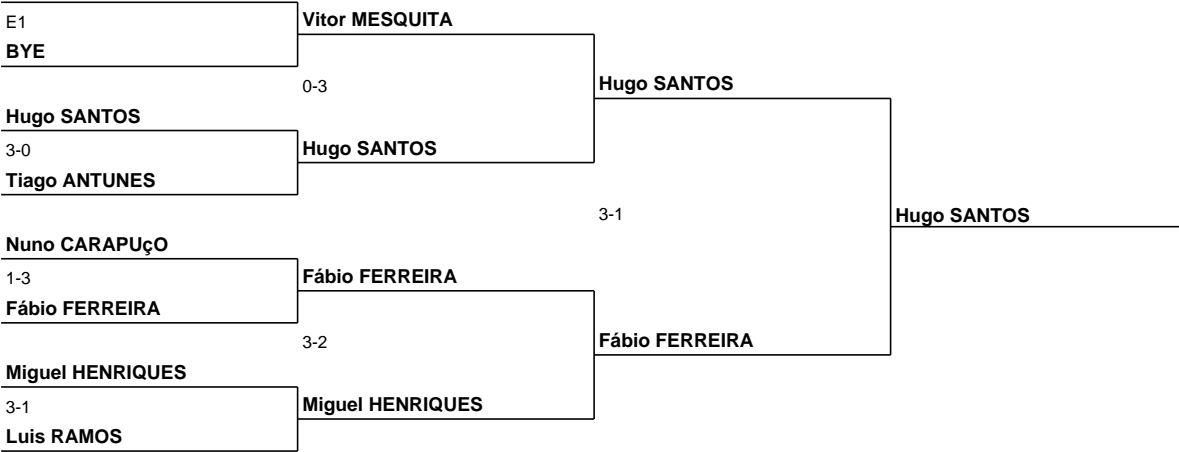 E1
BYE
Vitor MESQUITA
0-3
Hugo SANTOS
3-0
Tiago ANTUNES
Hugo SANTOS
Hugo SANTOS
Nuno CARAPUçO
1-3
Fábio FERREIRA
Fábio FERREIRA
3-2
Miguel HENRIQUES
3-1
Luis RAMOS
Miguel HENRIQUES
Fábio FERREIRA
3-1
Hugo SANTOS